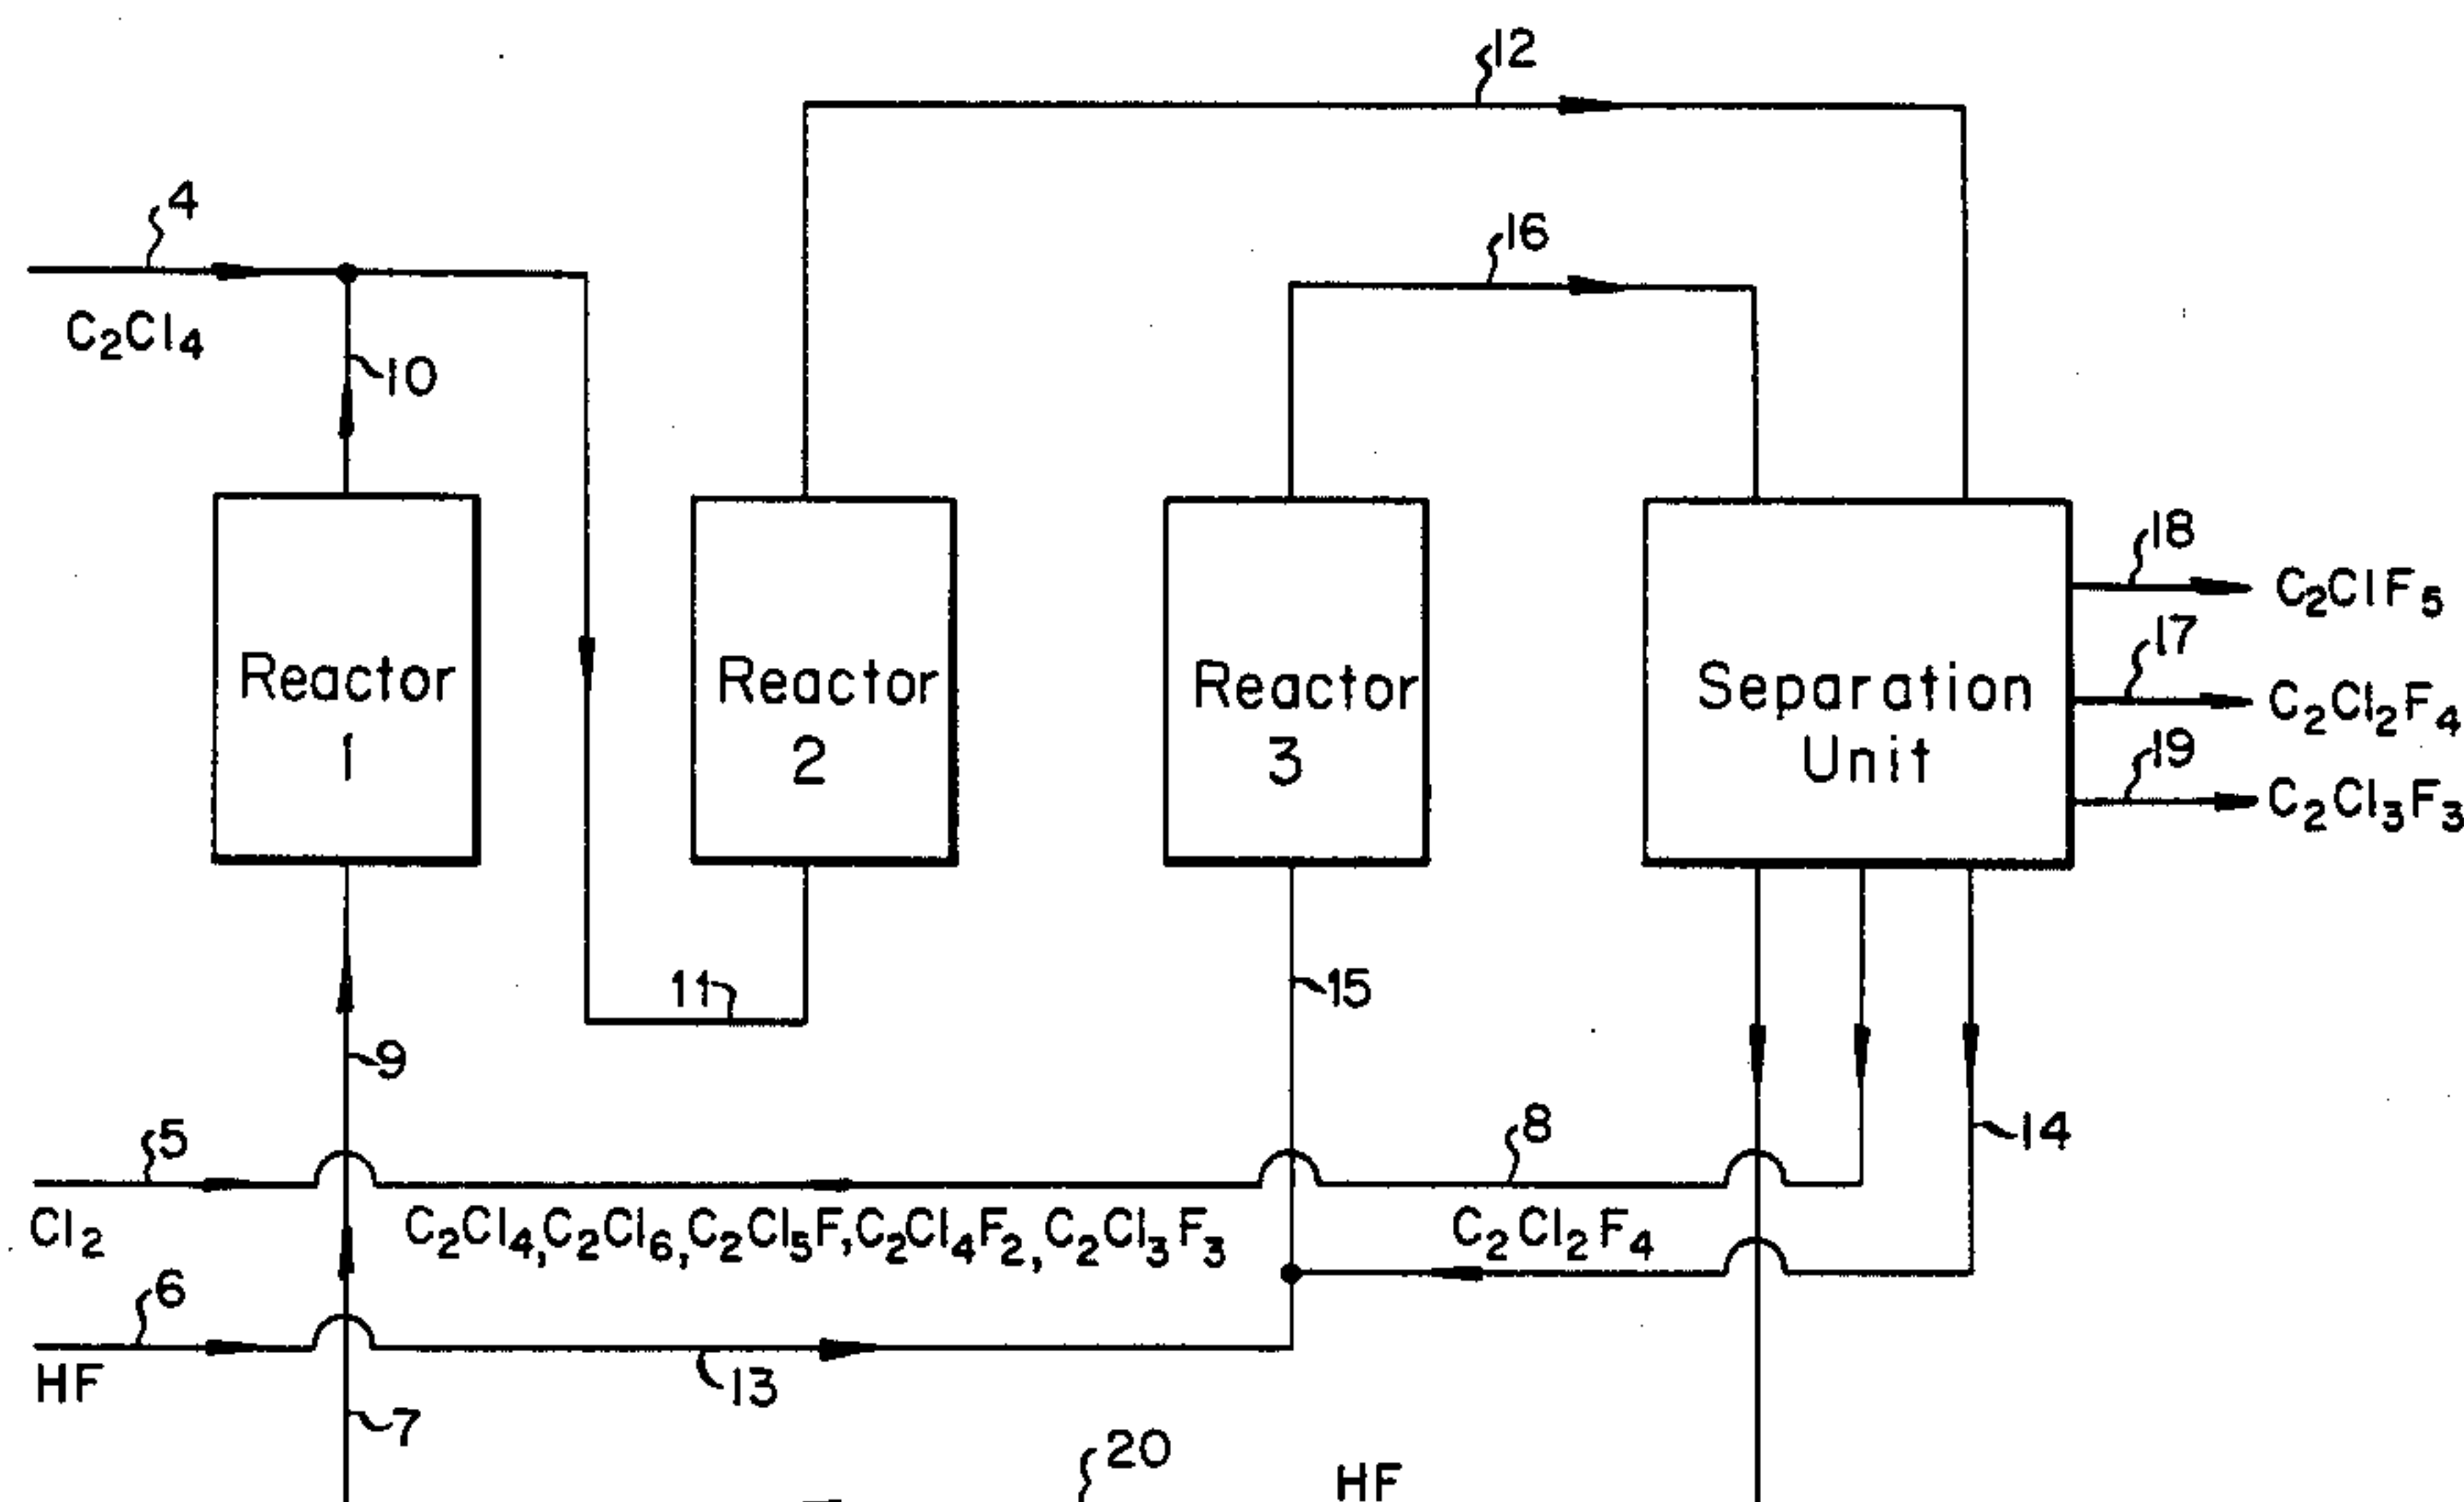 12
4
16
C₂Cl₄
10
18
C₂ClF₅
17
Reactor
1
Reactor
2
Reactor
3
Separation
Unit
C₂Cl₂F₄
19
C₂Cl₃F₃
11
15
9
5
8
14
Cl₂
C₂Cl₄,C₂Cl₆,C₂Cl₅F,C₂Cl₄F₂,C₂Cl₃F₃
C₂Cl₂F₄
6
HF
13
7
20
HF